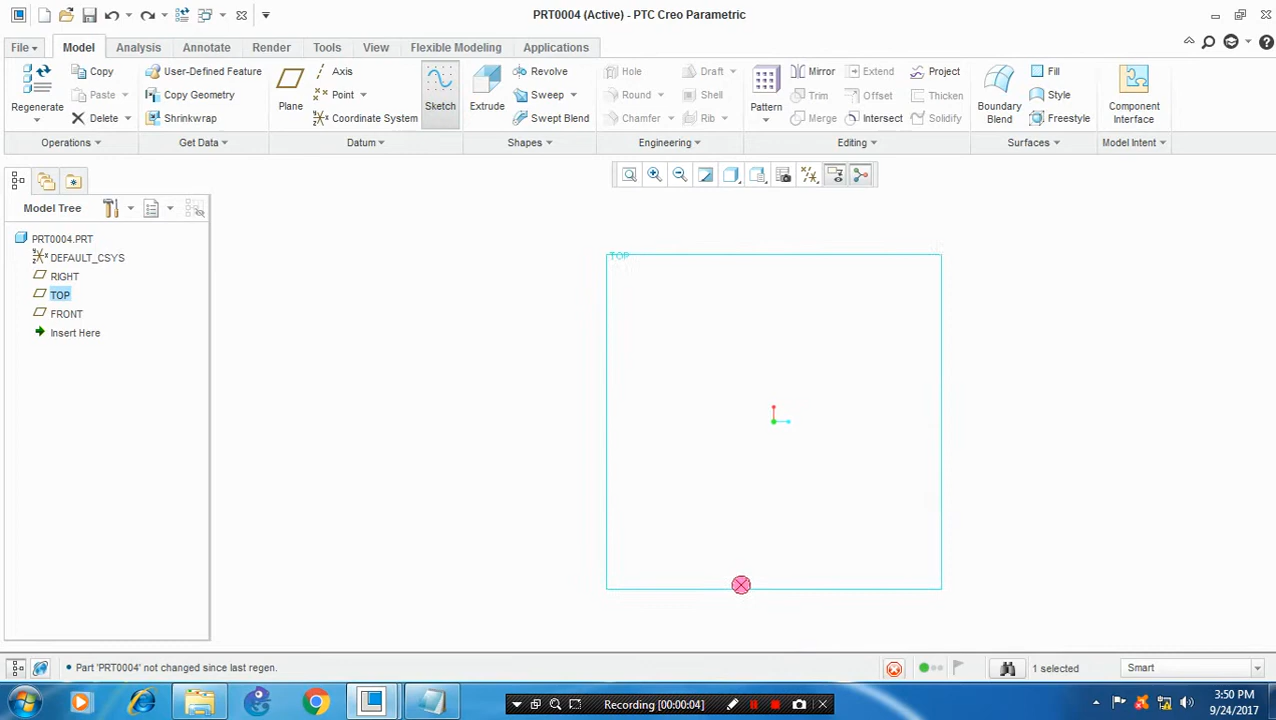 PRT0004 (Active) - PTC Creo Parametric
File Model Analysis Annotate Render Tools View Flexible Modeling Applications
Regenerate
Copy
Paste
Delete
Operations
User-Defined Feature
Copy Geometry
Shrinkwrap
Get Data
Plane
Axis
Point
Coordinate System
Datum
Sketch
Extrude
Revolve
Sweep
Swept Blend
Shapes
Hole
Round
Chamfer
Draft
Shell
Rib
Engineering
Pattern
Mirror
Trim
Merge
Extend
Offset
Intersect
Project
Thicken
Solidify
Editing
Boundary
Blend
Fill
Style
Freestyle
Surfaces
Component
Interface
Model Intent
Model Tree
PRT0004.PRT
DEFAULT_CSYS
RIGHT
TOP
FRONT
Insert Here
TOP
Part 'PRT0004' not changed since last regen.
1 selected
Smart
Recording [00:00:04]
3:50 PM
9/24/2017